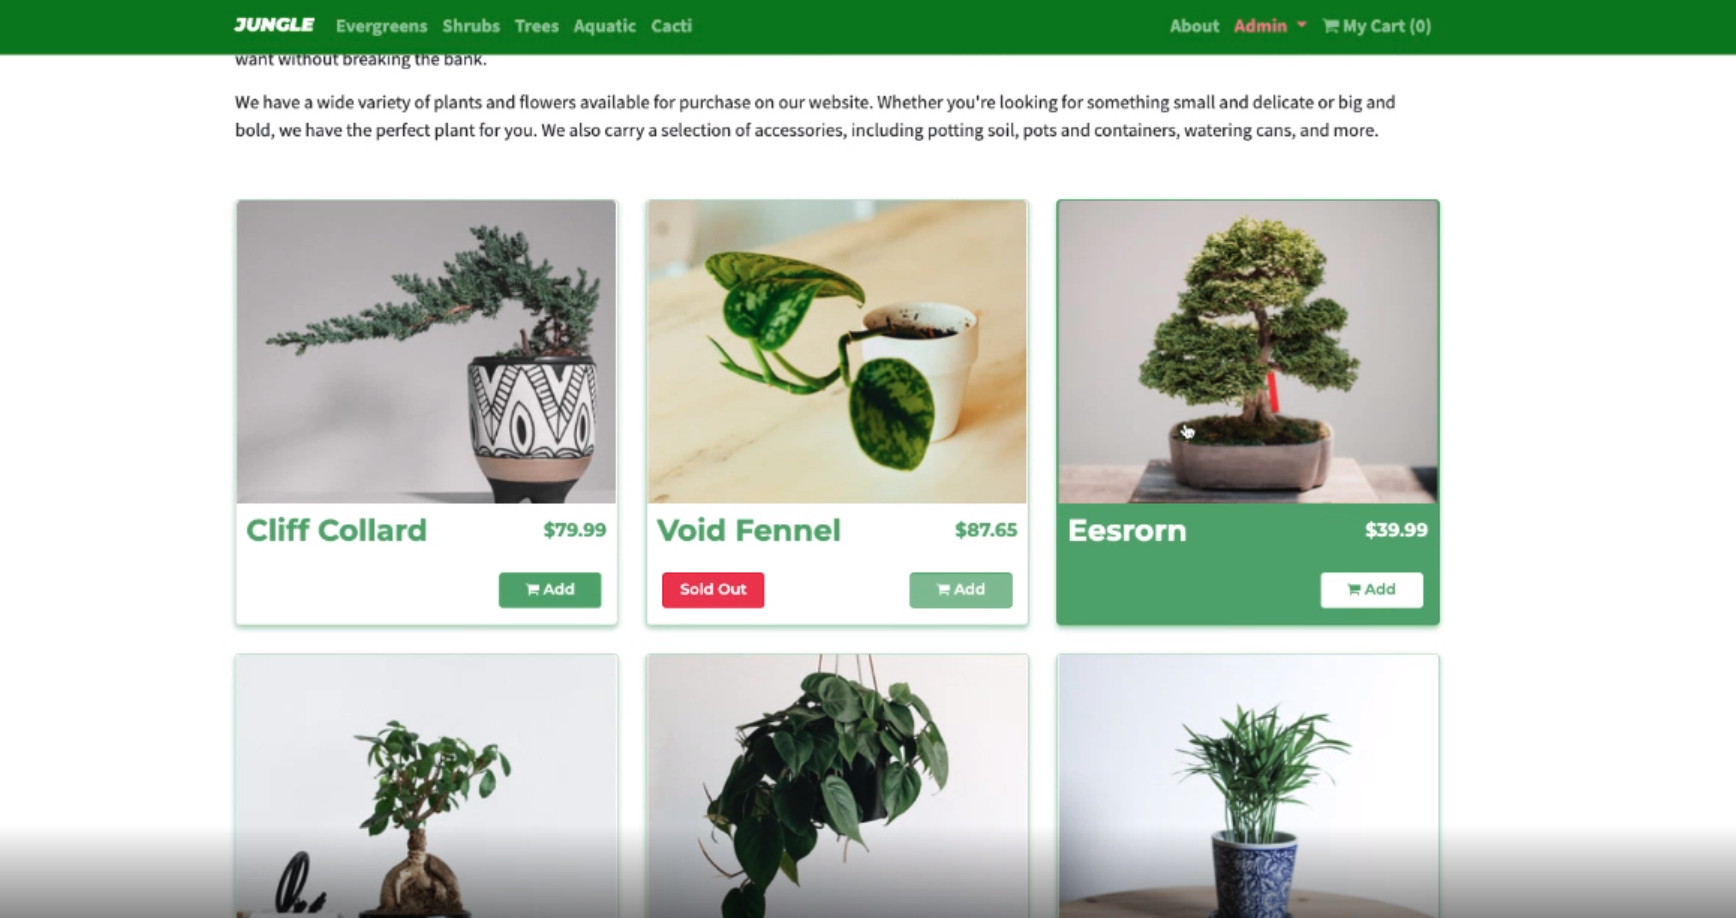 JUNGLE Evergreens Shrubs Trees Aquatic Cacti About Admin My Cart (0)
want without breaking the bank.
We have a wide variety of plants and flowers available for purchase on our website. Whether you're looking for something small and delicate or big and
bold, we have the perfect plant for you. We also carry a selection of accessories, including potting soil, pots and containers, watering cans, and more.
Cliff Collard $79.99
Add
Void Fennel $87.65
Sold Out Add
Eesrorn $39.99
Add